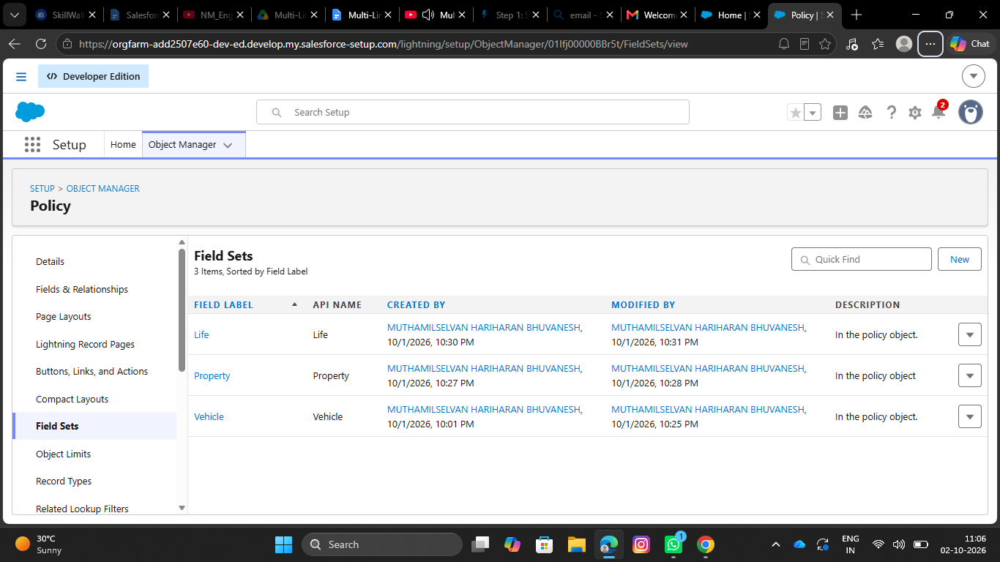 SkillWall
Salesfor
NM_Eng
Multi-Lir
Multi-Lir
Mul
Step 1: S
email - S
Welcom
Home | S
Policy | S
https://orgfarm-add2507e60-dev-ed.develop.my.salesforce-setup.com/lightning/setup/ObjectManager/01Ifj00000BBr5t/FieldSets/view
Chat
Developer Edition
Search Setup
2
Setup
Home
Object Manager
SETUP > OBJECT MANAGER
Policy
Details
Fields & Relationships
Page Layouts
Lightning Record Pages
Buttons, Links, and Actions
Compact Layouts
Field Sets
Object Limits
Record Types
Related Lookup Filters
Field Sets
3 Items, Sorted by Field Label
Quick Find
New
FIELD LABEL API NAME CREATED BY MODIFIED BY DESCRIPTION
Life Life MUTHAMILSELVAN HARIHARAN BHUVANESH, MUTHAMILSELVAN HARIHARAN BHUVANESH, In the policy object.
10/1/2026, 10:30 PM 10/1/2026, 10:31 PM
Property Property MUTHAMILSELVAN HARIHARAN BHUVANESH, MUTHAMILSELVAN HARIHARAN BHUVANESH, In the policy object
10/1/2026, 10:27 PM 10/1/2026, 10:28 PM
Vehicle Vehicle MUTHAMILSELVAN HARIHARAN BHUVANESH, MUTHAMILSELVAN HARIHARAN BHUVANESH, In the policy object.
10/1/2026, 10:01 PM 10/1/2026, 10:25 PM
30°C
Sunny
Search
1
ENG
IN
11:06
02-10-2026